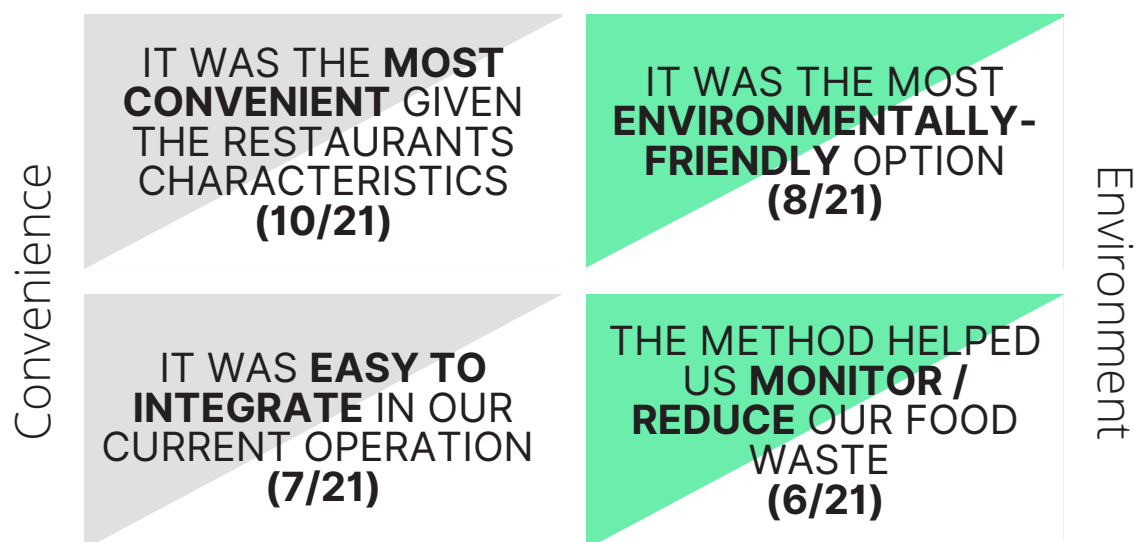 Convenience
IT WAS THE MOST
CONVENIENT GIVEN
THE RESTAURANTS
CHARACTERISTICS
(10/21)
IT WAS EASY TO
INTEGRATE IN OUR
CURRENT OPERATION
(7/21)
IT WAS THE MOST
ENVIRONMENTALLY-
FRIENDLY OPTION
(8/21)
THE METHOD HELPED
US MONITOR /
REDUCE OUR FOOD
WASTE
(6/21)
Environment